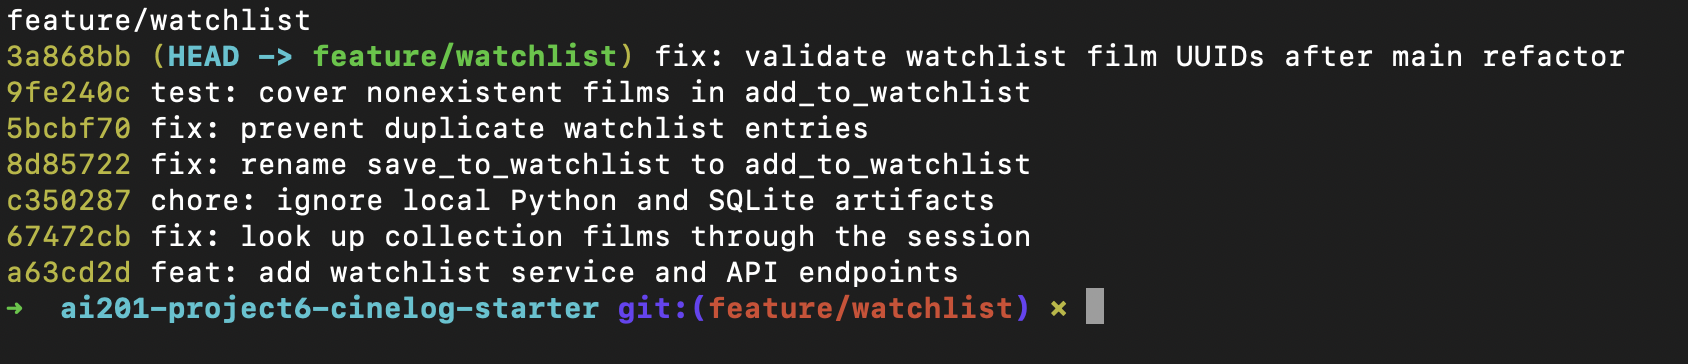 feature/watchlist
3a868bb (HEAD -> feature/watchlist) fix: validate watchlist film UUIDs after main refactor
9fe240c test: cover nonexistent films in add_to_watchlist
5bcbf70 fix: prevent duplicate watchlist entries
8d85722 fix: rename save_to_watchlist to add_to_watchlist
c350287 chore: ignore local Python and SQLite artifacts
67472cb fix: look up collection films through the session
a63cd2d feat: add watchlist service and API endpoints
→ ai201-project6-cinelog-starter git:(feature/watchlist) ×